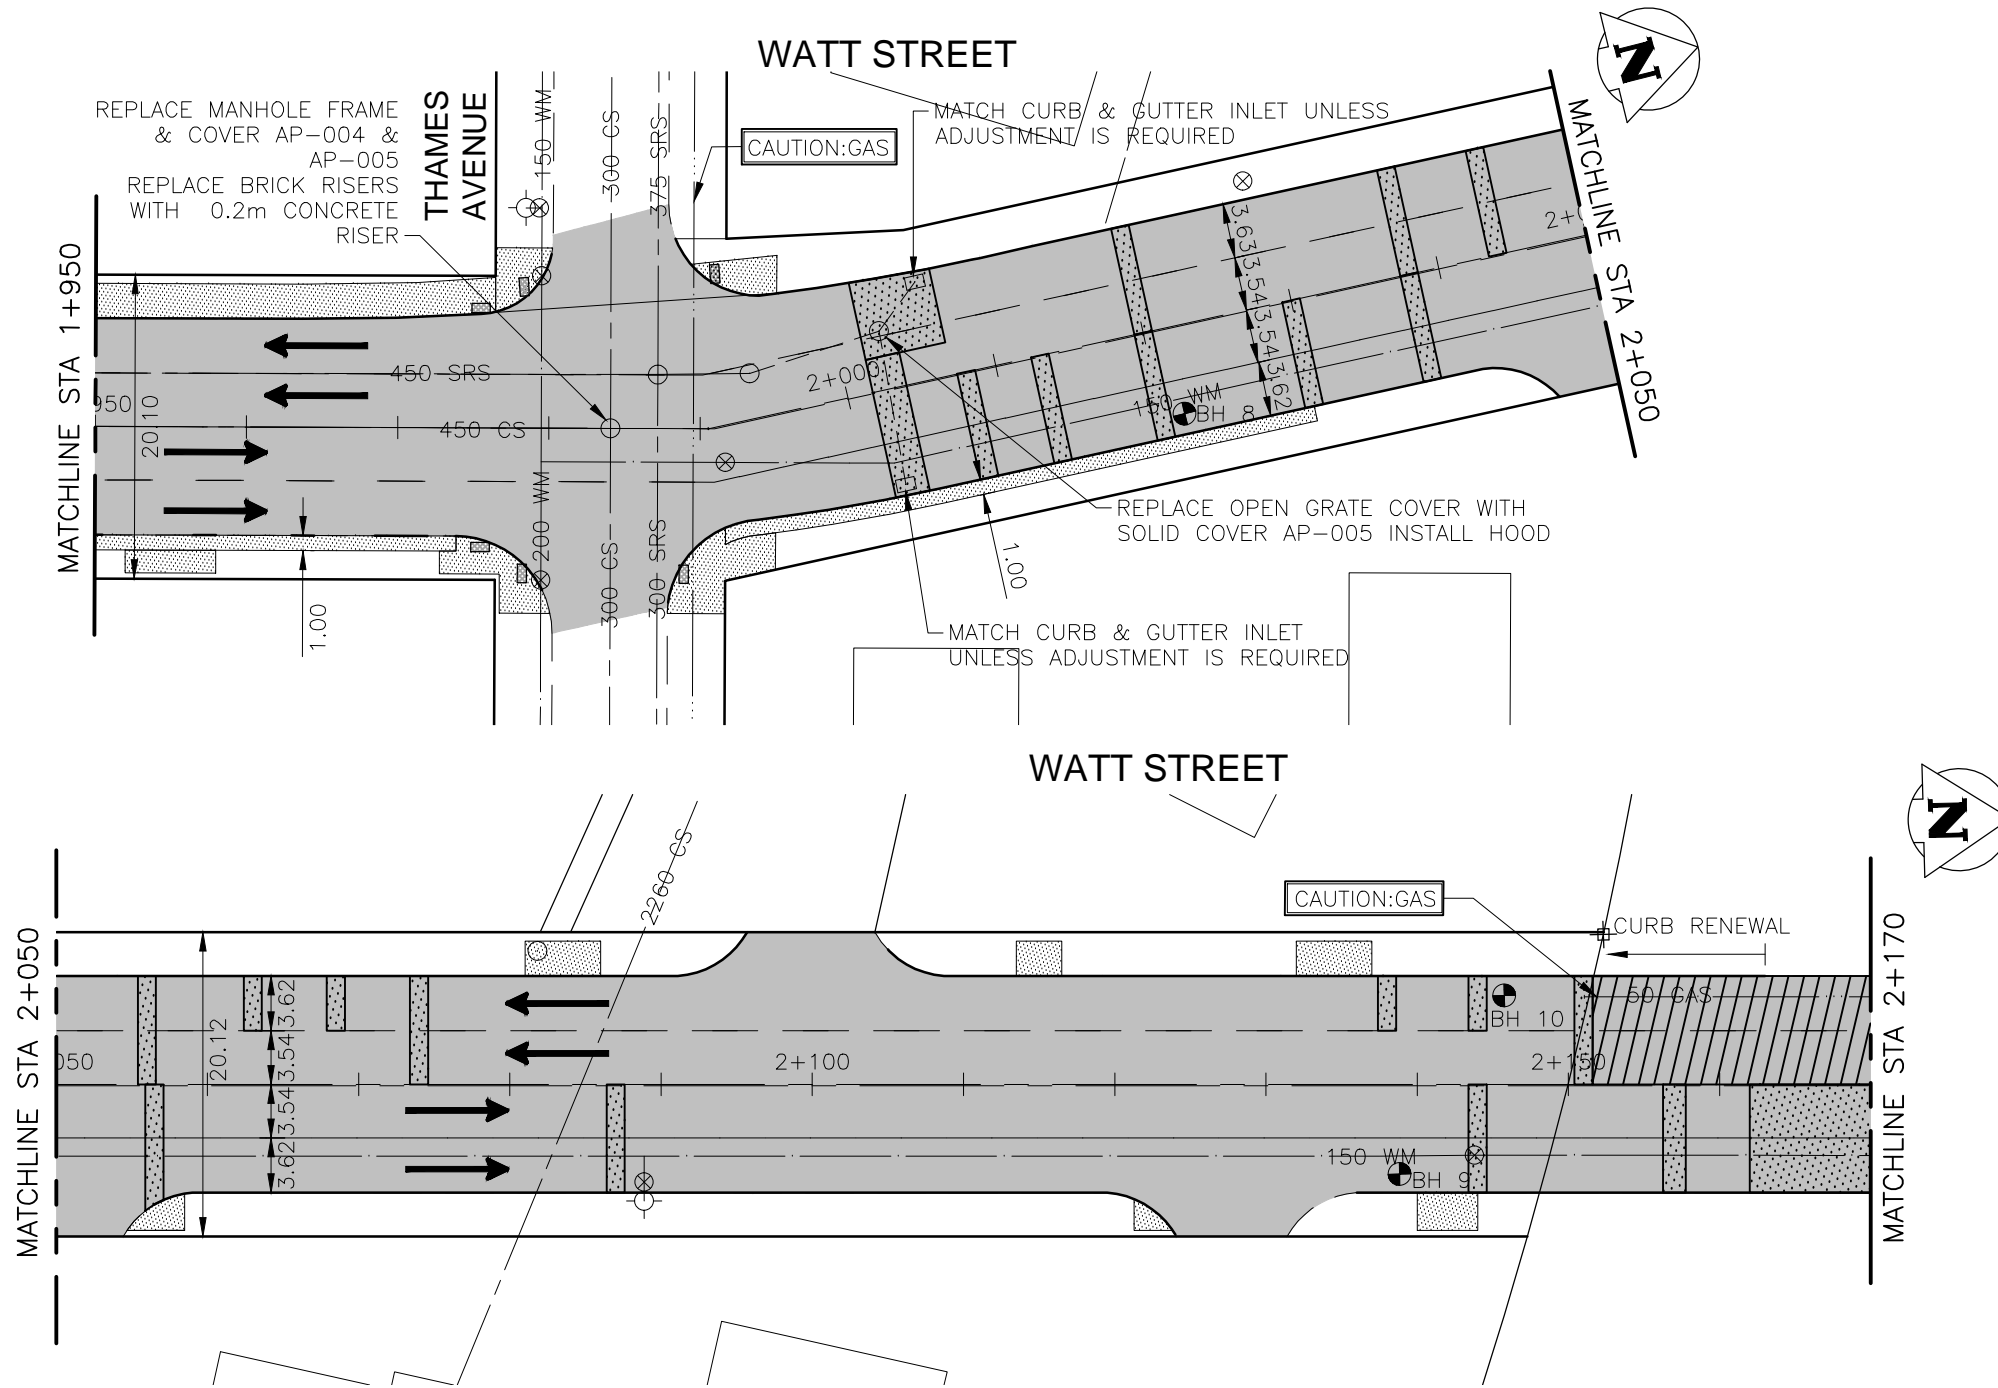 WATT STREET
N
REPLACE MANHOLE FRAME
& COVER AP-004 &
AP-005
REPLACE BRICK RISERS
WITH 0.2m CONCRETE
RISER
THAMES
AVENUE
150 WM
300 CS
375 SRS
CAUTION:GAS
MATCH CURB & GUTTER INLET UNLESS
ADJUSTMENT IS REQUIRED
MATCHLINE STA 1+950
MATCHLINE STA 2+050
950
20.10
450 SRS
450 CS
2+000
3.63
3.54
3.54
3.62
150 WM
BH 8
200 WM
300 CS
300 SRS
1.00
1.00
REPLACE OPEN GRATE COVER WITH
SOLID COVER AP-005 INSTALL HOOD
MATCH CURB & GUTTER INLET
UNLESS ADJUSTMENT IS REQUIRED
WATT STREET
N
2260 CS
CAUTION:GAS
CURB RENEWAL
MATCHLINE STA 2+050
MATCHLINE STA 2+170
50 GAS
BH 10
050
20.12
3.62
3.54
3.54
3.62
2+100
2+150
150 WM
BH 9